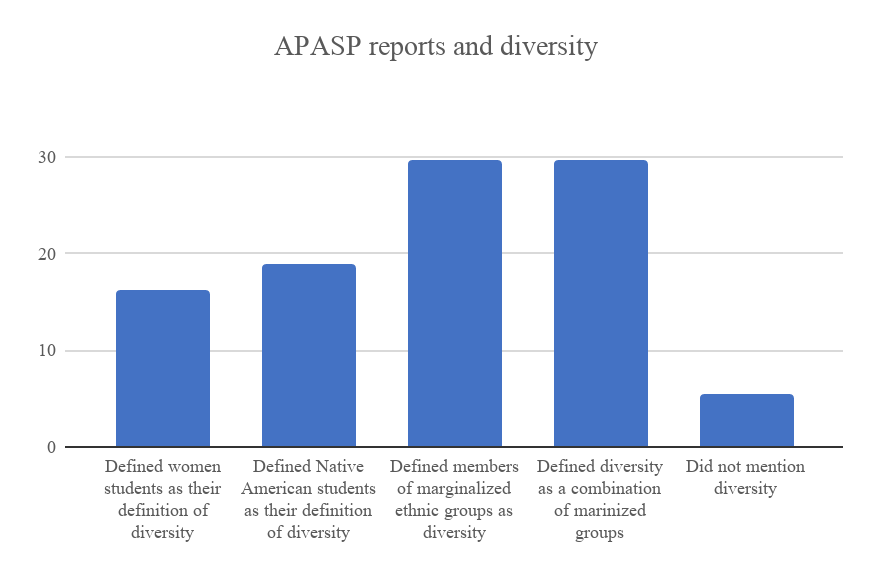 APASP reports and diversity
30
20
10
0
Defined women
students as their
definition of
diversity
Defined Native
American students
as their definition
of diversity
Defined members
of marginalized
ethnic groups as
diversity
Defined diversity
as a combination
of marinized
groups
Did not mention
diversity